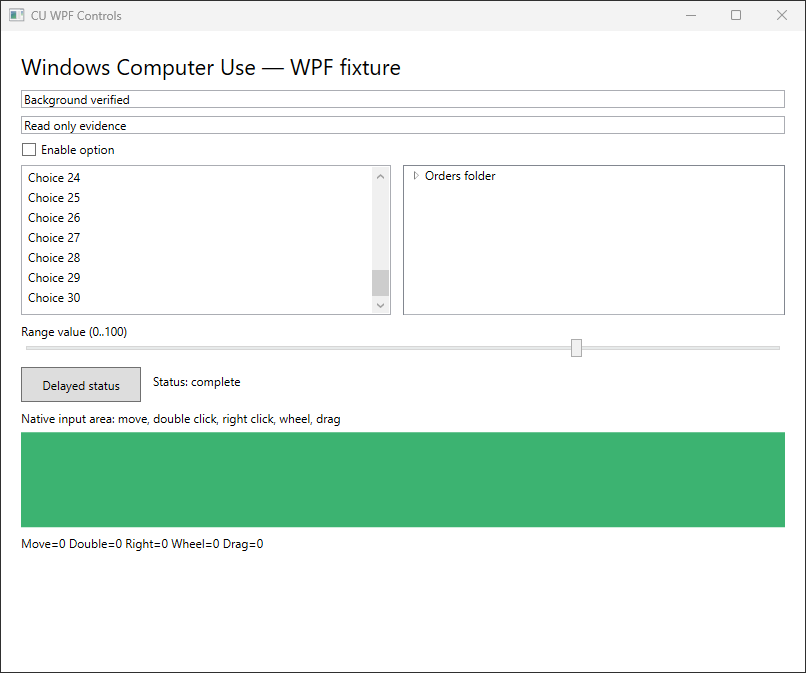 CU WPF Controls
Windows Computer Use — WPF fixture
Background verified
Read only evidence
Enable option
Choice 24
Choice 25
Choice 26
Choice 27
Choice 28
Choice 29
Choice 30
Orders folder
Range value (0..100)
Delayed status
Status: complete
Native input area: move, double click, right click, wheel, drag
Move=0 Double=0 Right=0 Wheel=0 Drag=0